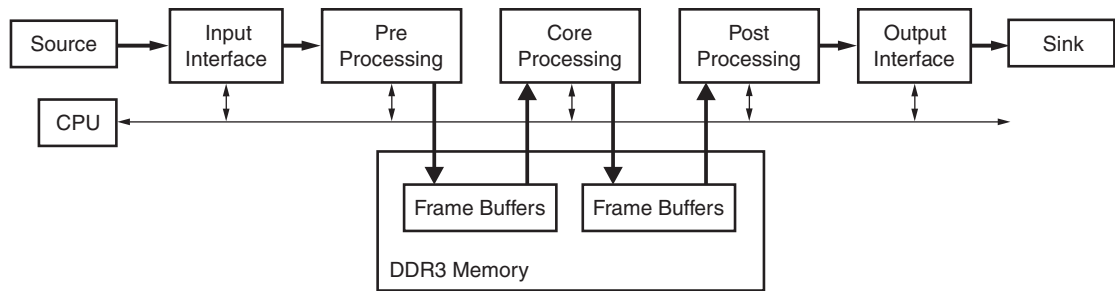 Source
Input
Interface
Pre
Processing
Core
Processing
Post
Processing
Output
Interface
Sink
CPU
Frame Buffers
Frame Buffers
DDR3 Memory